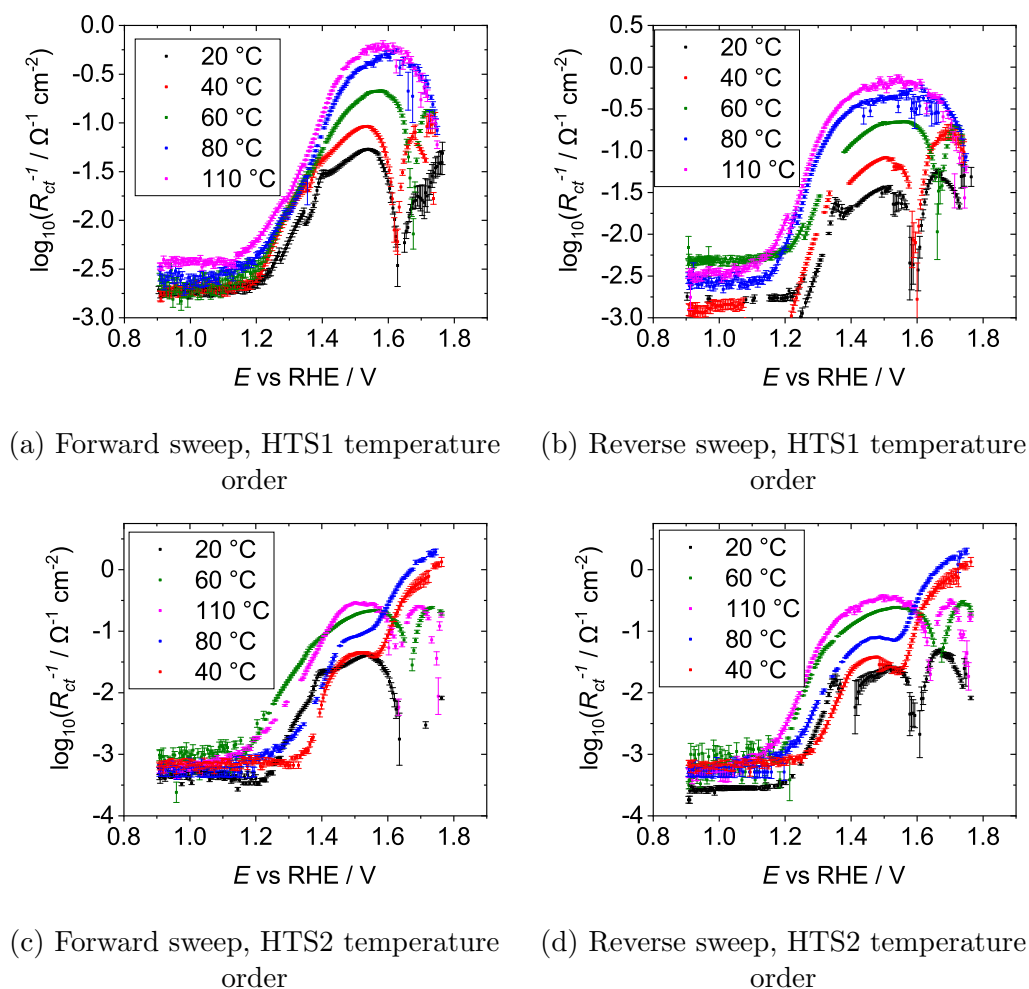 0.0
-0.5
-1.0
-1.5
-2.0
-2.5
-3.0
log₁₀(R_ct⁻¹ / Ω⁻¹ cm⁻²)
20 °C
40 °C
60 °C
80 °C
110 °C
0.8 1.0 1.2 1.4 1.6 1.8
E vs RHE / V
(a) Forward sweep, HTS1 temperature
order
0.5
0.0
-0.5
-1.0
-1.5
-2.0
-2.5
-3.0
log₁₀(R_ct⁻¹ / Ω⁻¹ cm⁻²)
20 °C
40 °C
60 °C
80 °C
110 °C
0.8 1.0 1.2 1.4 1.6 1.8
E vs RHE / V
(b) Reverse sweep, HTS1 temperature
order
0
-1
-2
-3
-4
log₁₀(R_ct⁻¹ / Ω⁻¹ cm⁻²)
20 °C
60 °C
110 °C
80 °C
40 °C
0.8 1.0 1.2 1.4 1.6 1.8
E vs RHE / V
(c) Forward sweep, HTS2 temperature
order
0
-1
-2
-3
-4
log₁₀(R_ct⁻¹ / Ω⁻¹ cm⁻²)
20 °C
60 °C
110 °C
80 °C
40 °C
0.8 1.0 1.2 1.4 1.6 1.8
E vs RHE / V
(d) Reverse sweep, HTS2 temperature
order